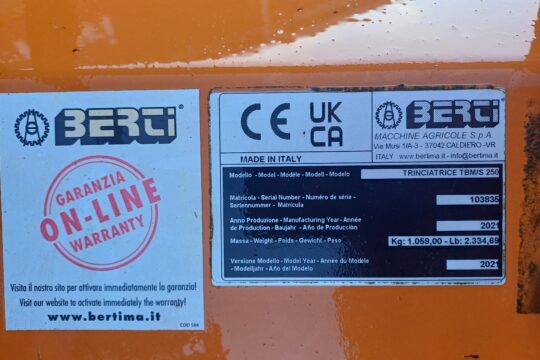 BERTI®
GARANZIA
ON-LINE
WARRANTY
Visita il nostro sito per attivare immediatamente la garanzia!
Visit our website to activate immediately the warranty!
www.bertima.it
COD 564
CE UK CA
BERTI®
MACCHINE AGRICOLE S.p.A.
Via Musi 1/A-3 - 37042 CALDIERO -VR
ITALY www.bertima.it - info@bertima.it
MADE IN ITALY
Modello - Model - Modèle - Modell - Modelo TRINCIATRICE TBM/S 250
Matricola - Serial Number - Numéro de série -
Seriennummer - Matrícula 103835
Anno Produzione - Manufacturing Year - Année
de Production - Baujahr - Año de Production 2021
Massa - Weight - Poids - Gewicht - Peso Kg: 1.059,00 - Lb: 2.334,69
Versione Modello - Model Year - Année du Modèle
- Modelljahr - Año del Modelo 2021